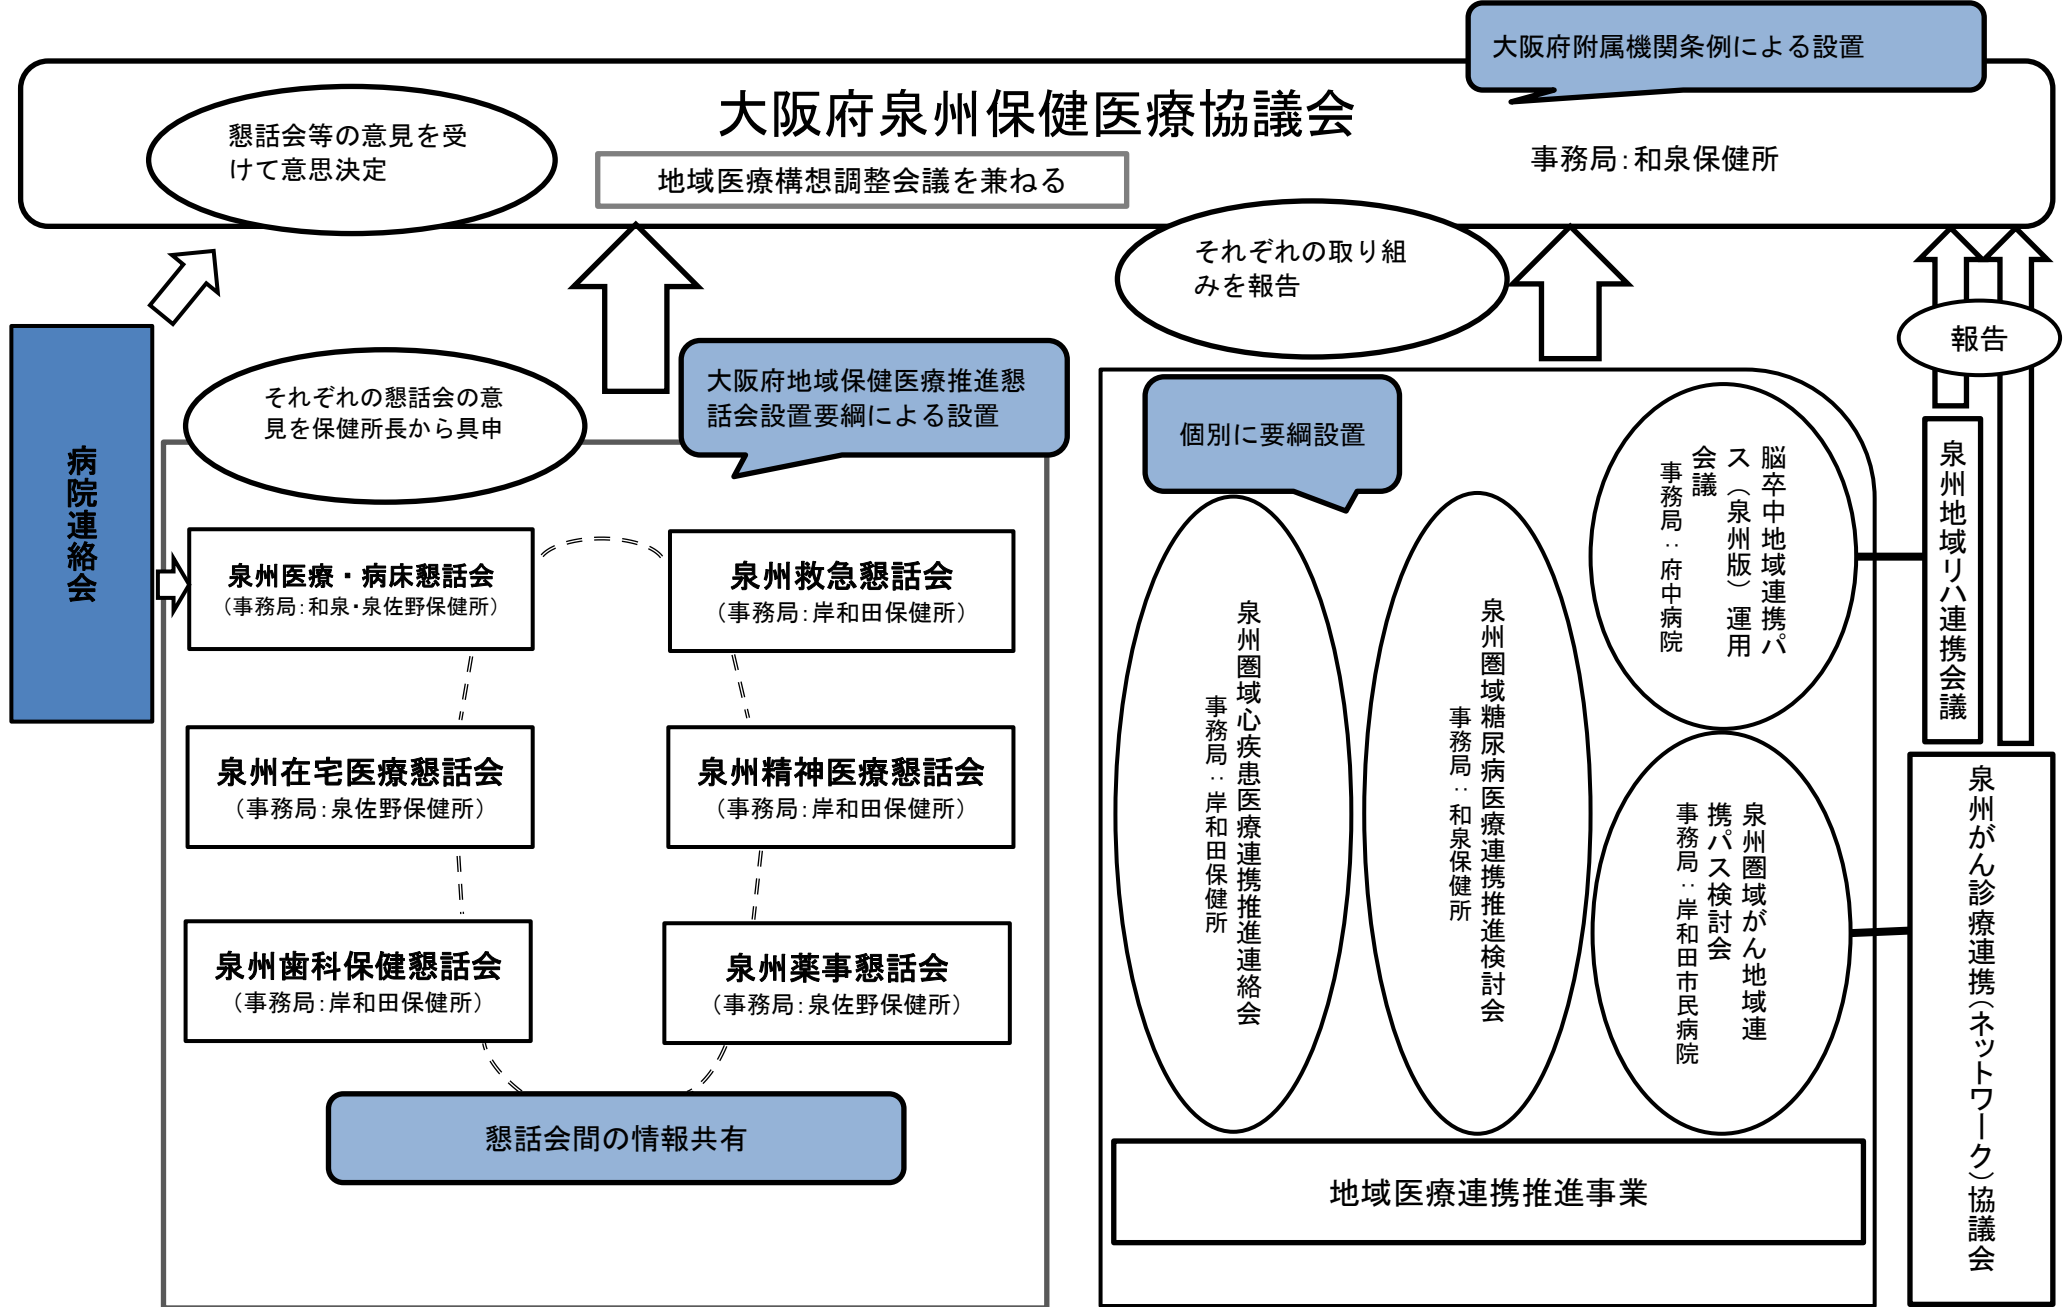 大阪府附属機関条例による設置
大阪府泉州保健医療協議会
懇話会等の意見を受
けて意思決定
地域医療構想調整会議を兼ねる
事務局:和泉保健所
それぞれの取り組
みを報告
報告
病院連絡会
それぞれの懇話会の意
見を保健所長から具申
大阪府地域保健医療推進懇
話会設置要綱による設置
泉州医療・病床懇話会
（事務局:和泉・泉佐野保健所）
泉州救急懇話会
（事務局:岸和田保健所）
泉州在宅医療懇話会
（事務局:泉佐野保健所）
泉州精神医療懇話会
（事務局:岸和田保健所）
泉州歯科保健懇話会
（事務局:岸和田保健所）
泉州薬事懇話会
（事務局:泉佐野保健所）
懇話会間の情報共有
個別に要綱設置
泉州圏域心疾患医療連携推進連絡会
事務局:岸和田保健所
泉州圏域糖尿病医療連携推進検討会
事務局:和泉保健所
脳卒中地域連携パ
ス（泉州版）運用
会議
事務局:府中病院
泉州圏域がん地域連
携パス検討会
事務局:岸和田市民病院
地域医療連携推進事業
泉州地域リハ連携会議
泉州がん診療連携（ネットワーク）協議会